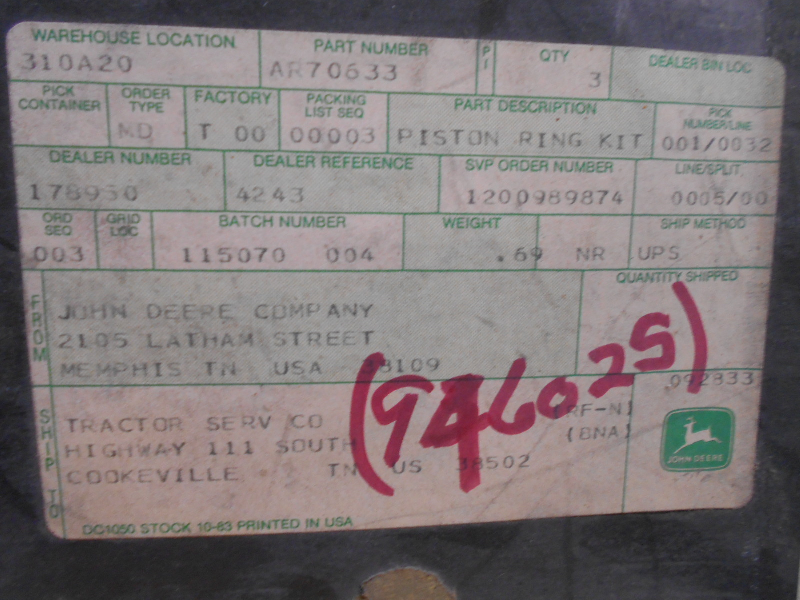 WAREHOUSE LOCATION PART NUMBER PI QTY DEALER BIN LOC
310A20 AR70633 3
PICK CONTAINER ORDER TYPE FACTORY PACKING LIST SEQ PART DESCRIPTION PICK NUMBER/LINE
MD T 00 00003 PISTON RING KIT 001/0032
DEALER NUMBER DEALER REFERENCE SVP ORDER NUMBER LINE/SPLIT
178950 4243 1200989874 0005/00
ORD SEQ GRID LOC BATCH NUMBER WEIGHT SHIP METHOD
003 115070 004 .69 NR UPS
QUANTITY SHIPPED
FROM
JOHN DEERE COMPANY
2105 LATHAM STREET
MEMPHIS TN USA 38109
(946025)
092833
SHIP TO
TRACTOR SERV CO (RF-N)
HIGHWAY 111 SOUTH (BNA)
COOKEVILLE TN US 38502
JOHN DEERE
DC1050 STOCK 10-83 PRINTED IN USA